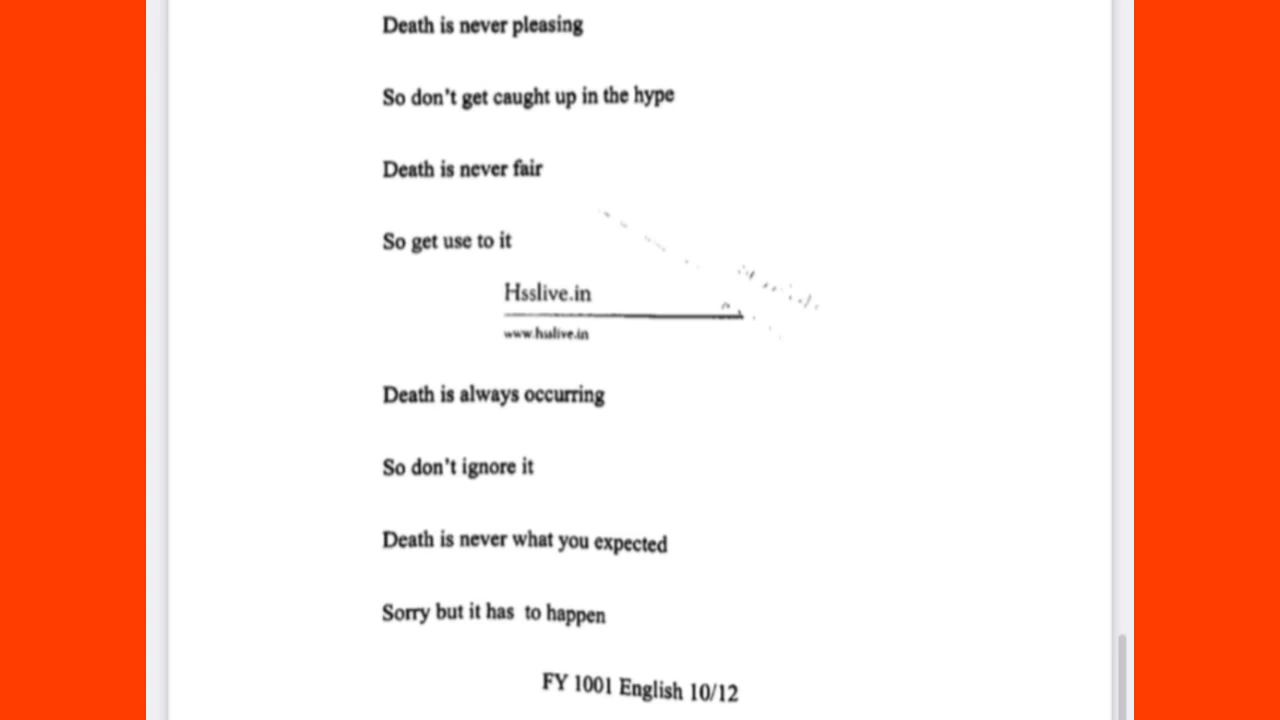 Death is never pleasing
So don't get caught up in the hype
Death is never fair
So get use to it
Hsslive.in
www.hsslive.in
Death is always occurring
So don't ignore it
Death is never what you expected
Sorry but it has to happen
FY 1001 English 10/12